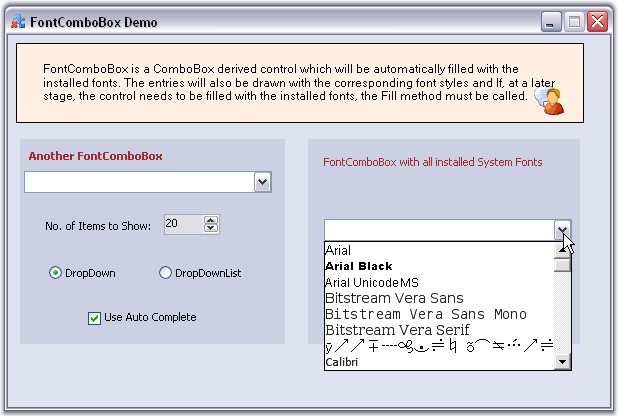 FontComboBox Demo
FontComboBox is a ComboBox derived control which will be automatically filled with the
installed fonts. The entries will also be drawn with the corresponding font styles and If, at a later
stage, the control needs to be filled with the installed fonts, the Fill method must be called.
Another FontComboBox
No. of Items to Show: 20
DropDown DropDownList
Use Auto Complete
FontComboBox with all installed System Fonts
Arial
Arial Black
Arial Unicode MS
Bitstream Vera Sans
Bitstream Vera Sans Mono
Bitstream Vera Serif
Calibri